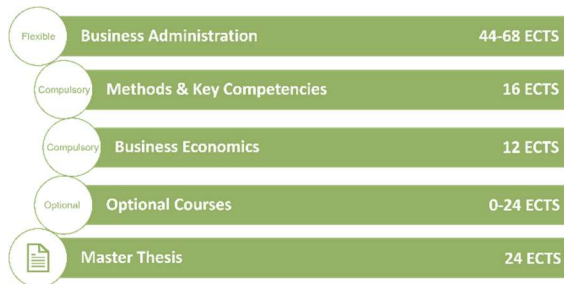 Flexible Business Administration 44-68 ECTS
Compulsory Methods & Key Competencies 16 ECTS
Compulsory Business Economics 12 ECTS
Optional Optional Courses 0-24 ECTS
Master Thesis 24 ECTS